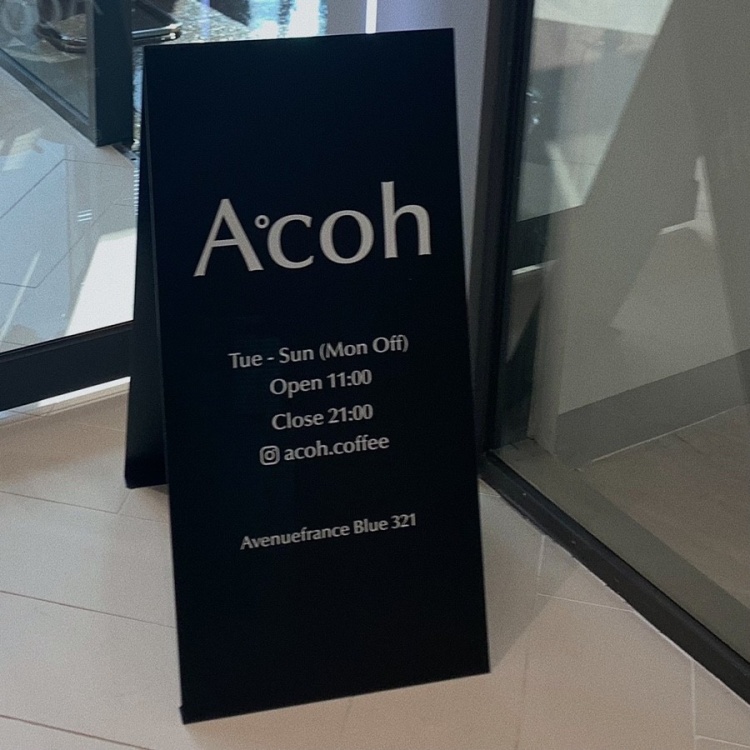 A°coh
Tue - Sun (Mon Off)
Open 11:00
Close 21:00
acoh.coffee
Avenuefrance Blue 321